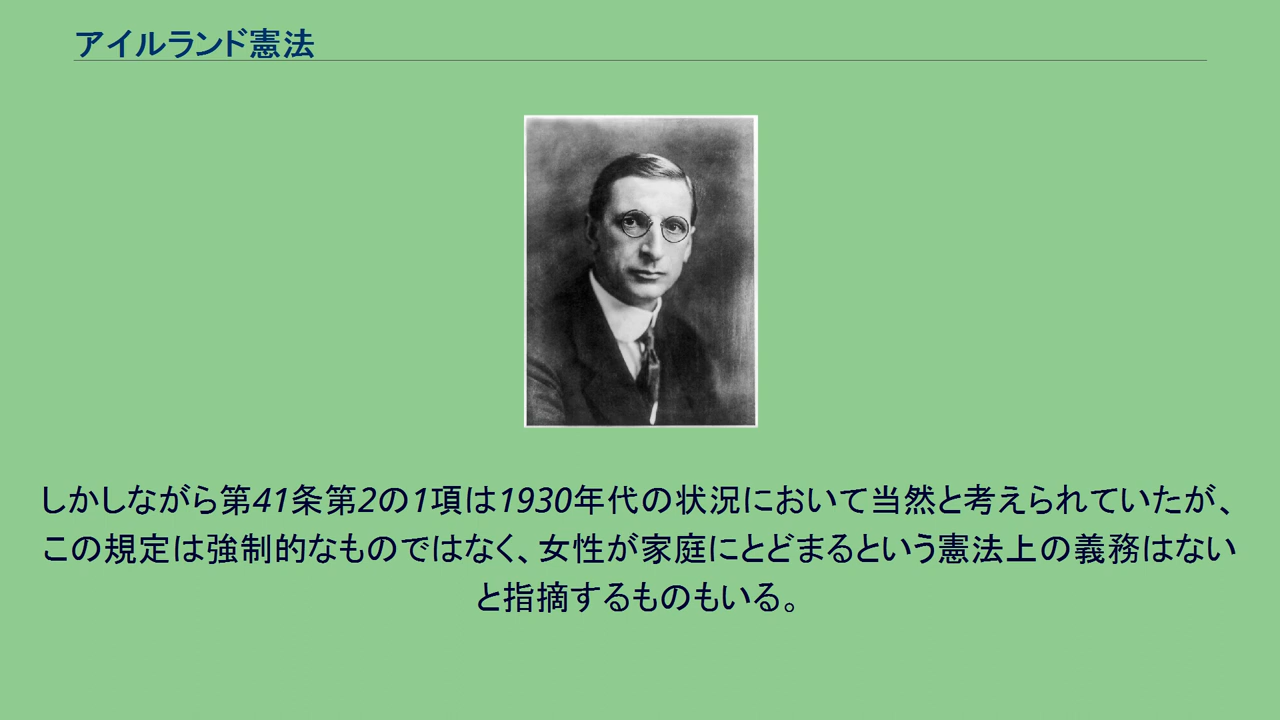 アイルランド憲法
しかしながら第41条第2の1項は1930年代の状況において当然と考えられていたが、
この規定は強制的なものではなく、女性が家庭にとどまるという憲法上の義務はない
と指摘するものもいる。